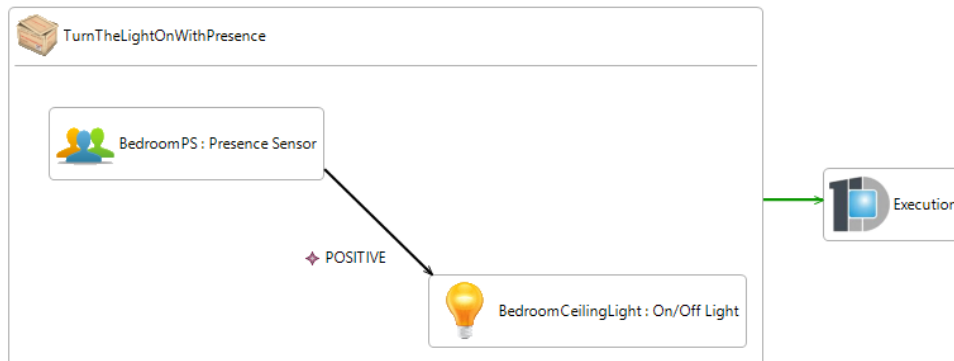 TurnTheLightOnWithPresence
BedroomPS : Presence Sensor
Execution
POSITIVE
BedroomCeilingLight : On/Off Light